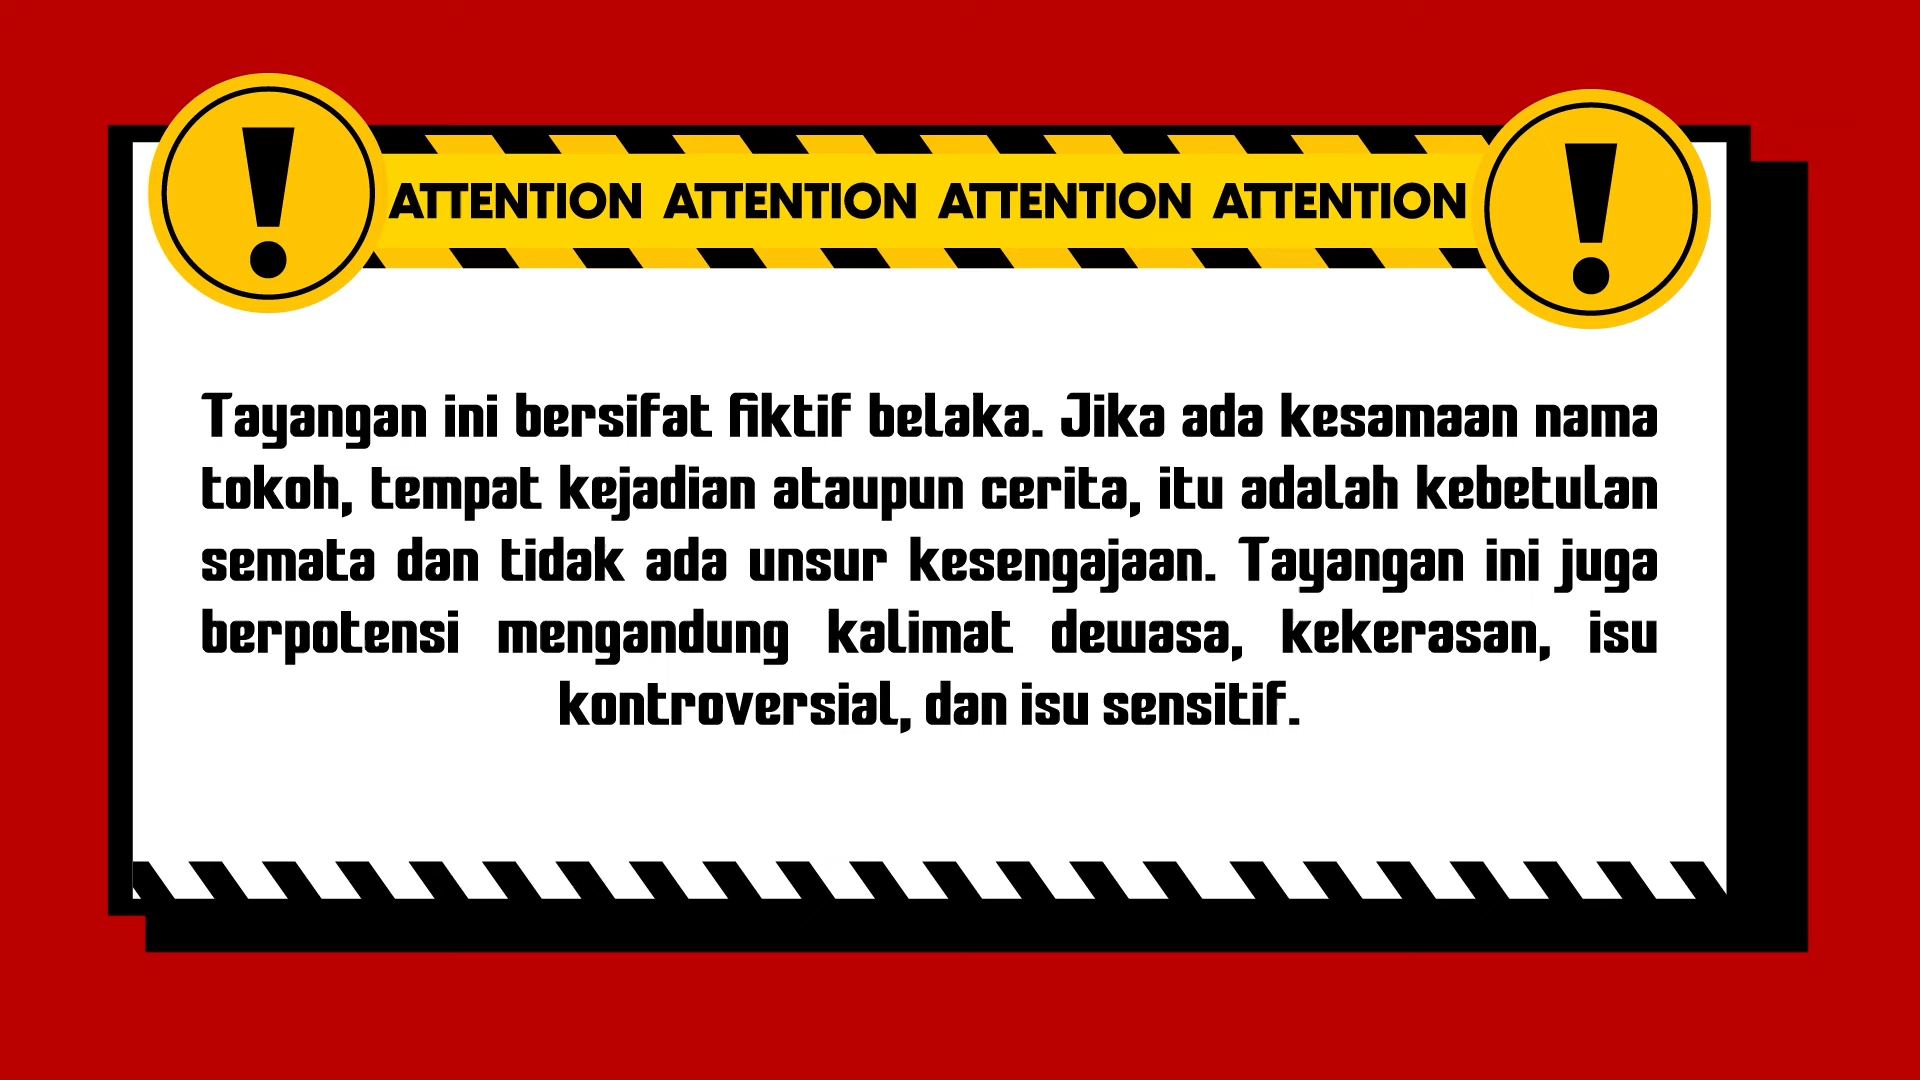 ATTENTION ATTENTION ATTENTION ATTENTION
Tayangan ini bersifat fiktif belaka. Jika ada kesamaan nama
tokoh, tempat kejadian ataupun cerita, itu adalah kebetulan
semata dan tidak ada unsur kesengajaan. Tayangan ini juga
berpotensi mengandung kalimat dewasa, kekerasan, isu
kontroversial, dan isu sensitif.